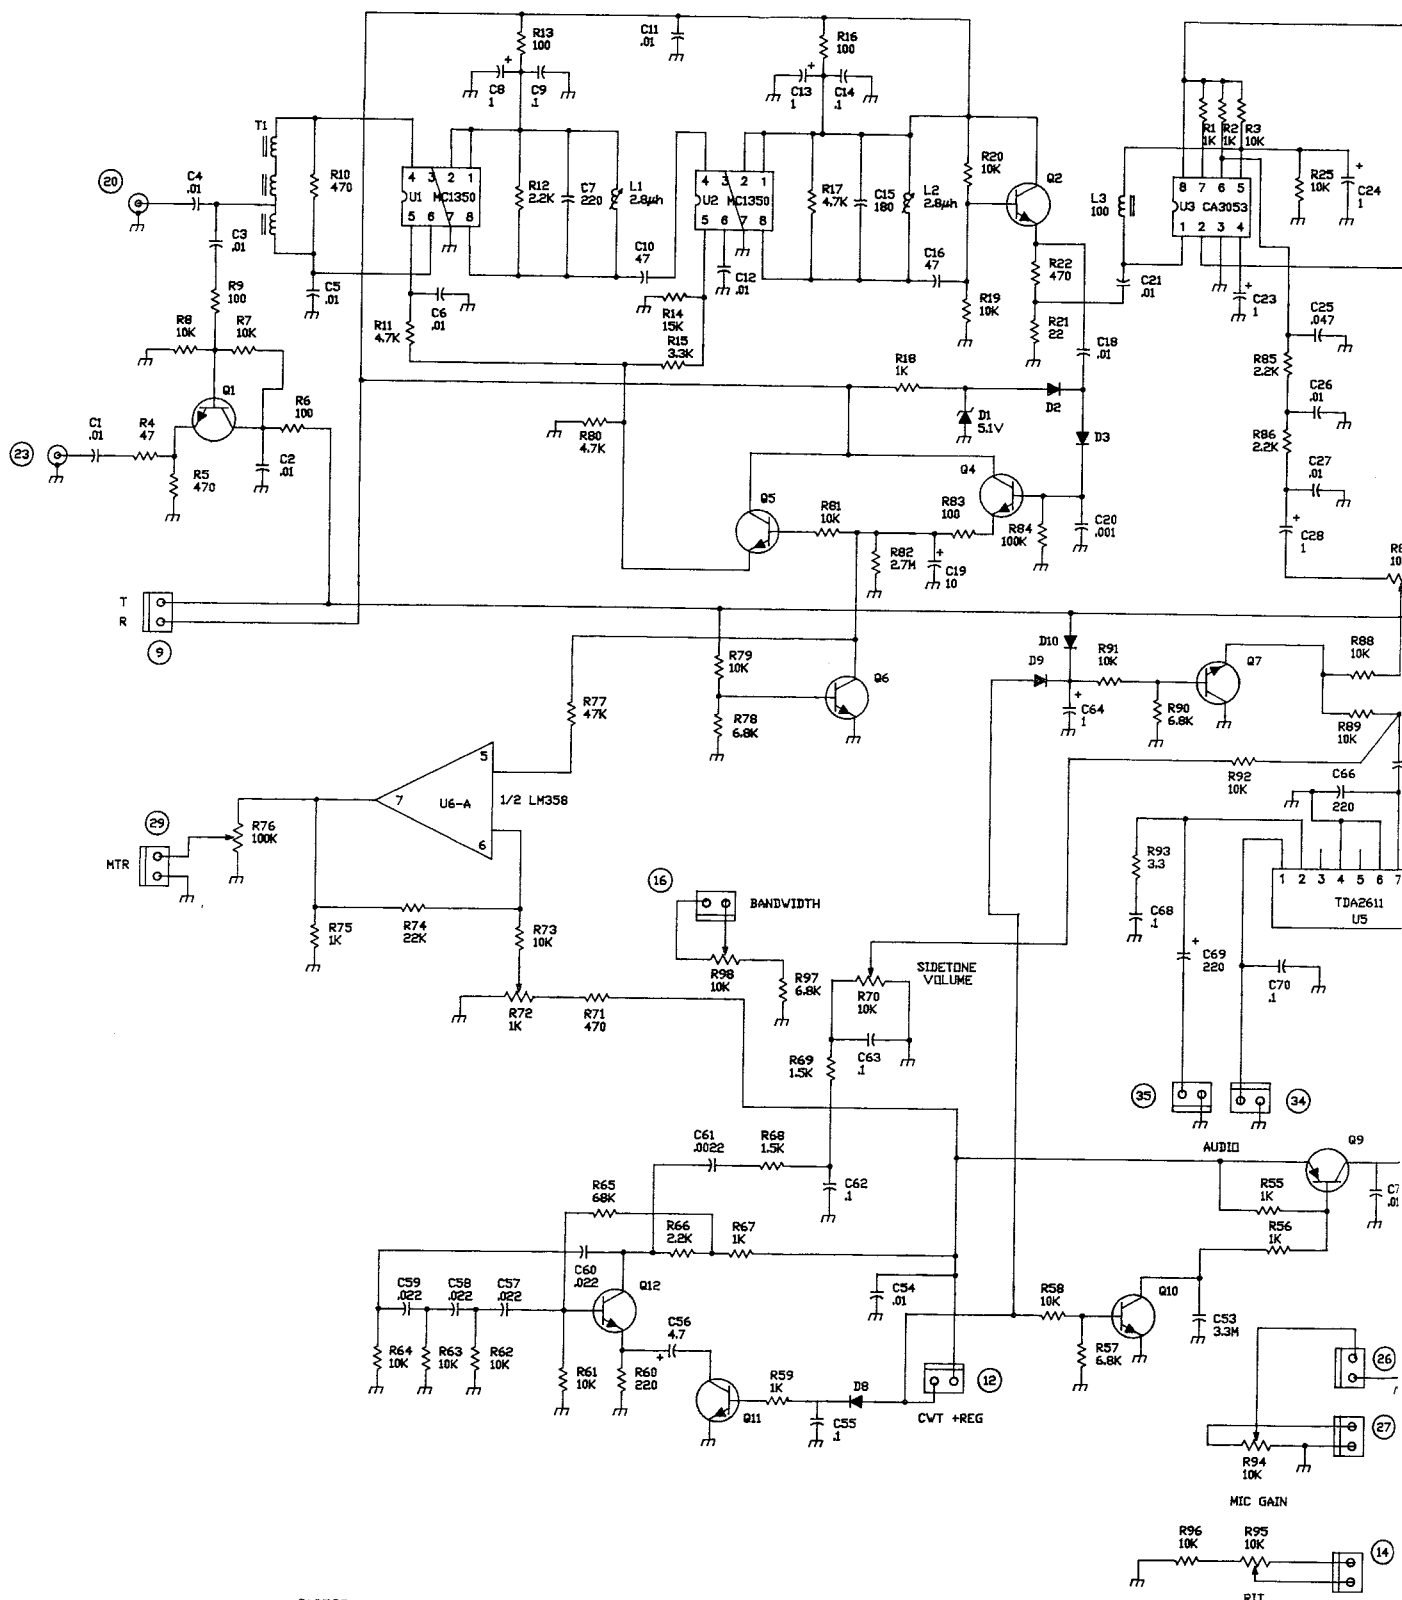 R13
100
C11
.01
R16
100
C8
1
C9
.1
C13
1
C14
.1
T1
R1
1K
R2
1K
R3
10K
20
C4
.01
R10
470
4 3 2 1
U1 MC1350
5 6 7 8
R12
2.2K
C7
220
L1
2.8µh
4 3 2 1
U2 MC1350
5 6 7 8
R17
4.7K
C15
180
L2
2.8µh
R20
10K
Q2
L3
100
8 7 6 5
U3 CA3053
1 2 3 4
R25
10K
C24
1
C3
.01
C10
47
C16
47
R22
470
C21
.01
C5
.01
C12
.01
R9
100
C6
.01
R14
15K
R19
10K
R21
22
C23
1
C25
.047
R8
10K
R7
10K
R11
4.7K
R15
3.3K
C18
.01
R85
2.2K
R18
1K
C26
.01
Q1
R6
100
D2
D1
5.1V
C1
.01
R4
47
R80
4.7K
D3
R86
2.2K
23
C2
.01
R5
470
Q4
C27
.01
Q5
R81
10K
R83
100
R84
100K
C20
.001
C28
1
R82
2.7M
C19
10
T
R
9
R79
10K
D10
D9
R91
10K
Q7
R88
10K
Q6
R77
47K
R78
6.8K
C64
1
R90
6.8K
R89
10K
R92
10K
5
7 U6-A 1/2 LM358
6
C66
220
29
MTR
R76
100K
R93
3.3
1 2 3 4 5 6 7
TDA2611
U5
16
BANDWIDTH
C68
.1
R75
1K
R74
22K
R73
10K
C69
220
R98
10K
R97
6.8K
SIDETONE
VOLUME
R70
10K
C70
.1
R72
1K
R71
470
R69
1.5K
C63
.1
35
34
C61
.0022
R68
1.5K
AUDIO
Q9
C62
.1
R65
68K
R55
1K
R66
2.2K
R67
1K
R56
1K
C60
.022
Q12
C59
.022
C58
.022
C57
.022
C54
.01
R58
10K
Q10
C53
3.3M
C56
4.7
R64
10K
R63
10K
R62
10K
R61
10K
R60
220
R59
1K
D8
12
R57
6.8K
26
Q11
C55
.1
CWT +REG
27
R94
10K
MIC GAIN
R96
10K
R95
10K
14
RIT